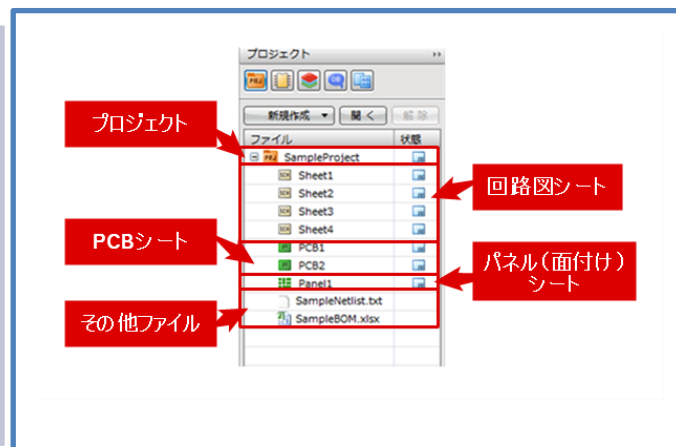 プロジェクト
PRJ
新規作成
開く
解除
ファイル
状態
SampleProject
Sheet1
Sheet2
Sheet3
Sheet4
PCB1
PCB2
Panel1
SampleNetlist.txt
SampleBOM.xlsx
プロジェクト
PCBシート
その他ファイル
回路図シート
パネル(面付け)
シート